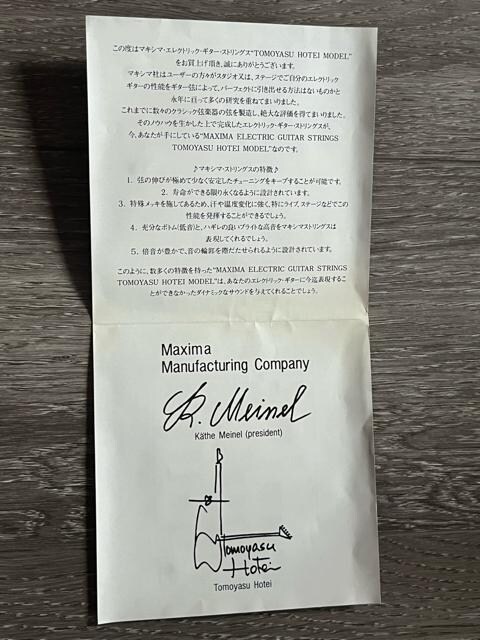 この度はマキシマ・エレクトリック・ギター・ストリングス"TOMOYASU HOTEI MODEL"
をお買上げ頂き、誠にありがとうございます。
マキシマ社はユーザーの方々がスタジオ又は、ステージでご自分のエレクトリック
ギターの性能をギター弦によって、パーフェクトに引き出せる方法はないものかと
永年に亘って多くの研究を重ねてまいりました。
これまでに数々のクラシック弦楽器の弦を製造し、絶大な評価を得てまいりました。
そのノウハウを生かした上で完成したエレクトリック・ギター・ストリングスが、
今、あなたが手にしている"MAXIMA ELECTRIC GUITAR STRINGS
TOMOYASU HOTEI MODEL"なのです。
♪マキシマ・ストリングスの特徴♪
1. 弦の伸びが極めて少なく安定したチューニングをキープすることが可能です。
2. 寿命ができる限り永くなるように設計されています。
3. 特殊メッキを施してあるため、汗や温度変化に強く、特にライブ、ステージなどでこの
性能を発揮することができるでしょう。
4. 充分なボトム(低音)と、ハギレの良いブライトな高音をマキシマストリングスは
表現してくれるでしょう。
5. 倍音が豊かで、音の輪郭を際だたせられるように設計されています。
このように、数多くの特徴を持った"MAXIMA ELECTRIC GUITAR STRINGS
TOMOYASU HOTEI MODEL"は、あなたのエレクトリック・ギターに今迄表現するこ
とができなかったダイナミックなサウンドを与えてくれることでしょう。
Maxima
Manufacturing Company
K. Meinel
Käthe Meinel (president)
Tomoyasu
Hotei
Tomoyasu Hotei